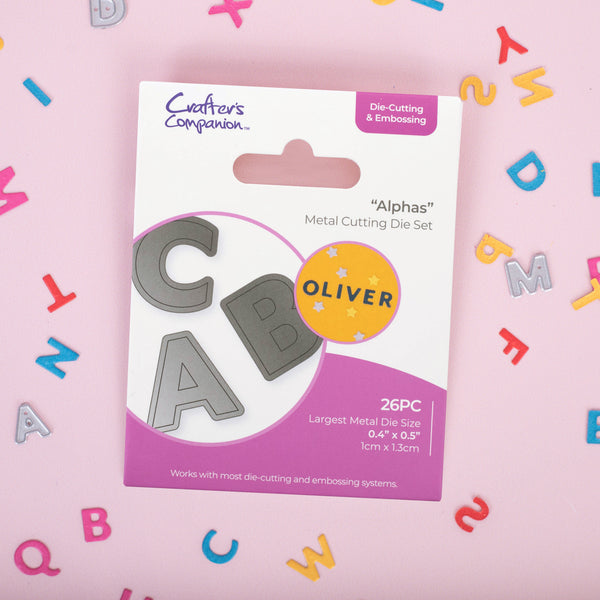 Crafter's
Companion™
Die-Cutting
& Embossing
"Alphas"
Metal Cutting Die Set
C
A
B
OLIVER
26PC
Largest Metal Die Size
0.4" x 0.5"
1cm x 1.3cm
Works with most die-cutting and embossing systems.
B
Y
I
S
M
D
M
T
P
M
I
F
A
B
S
B
C
W
Q